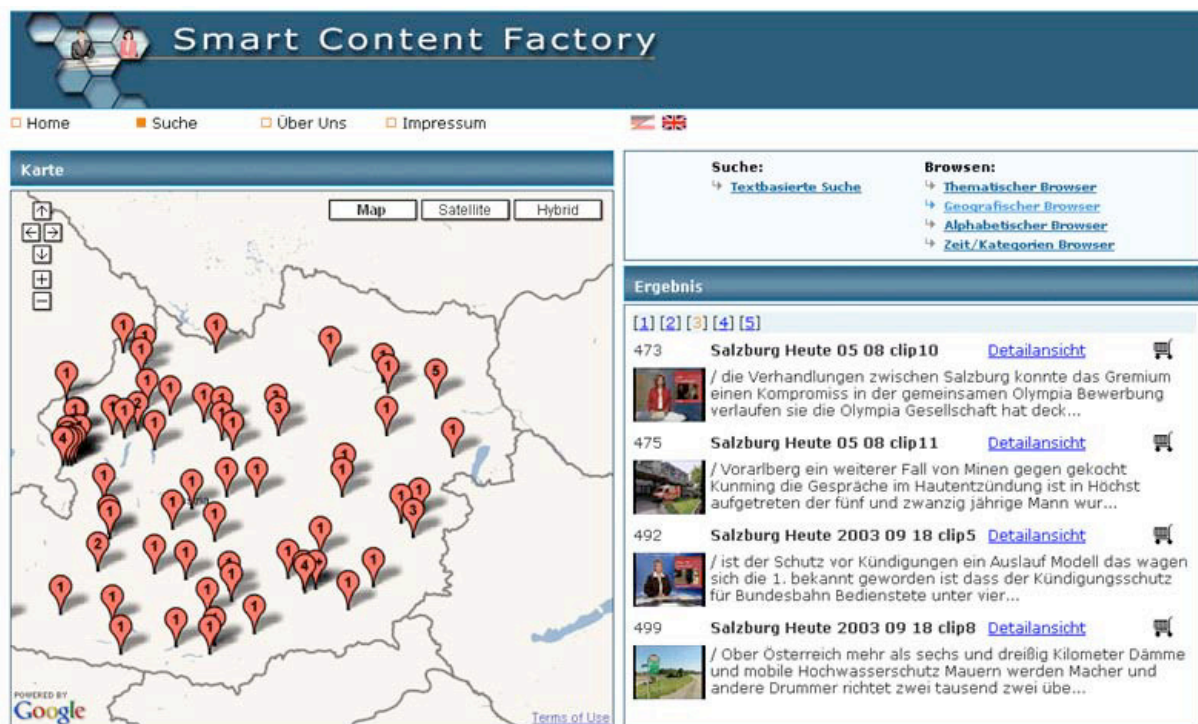 Smart Content Factory
Home Suche Über Uns Impressum
Karte
Map Satellite Hybrid
POWERED BY
Google
Terms of Use
Suche:
Textbasierte Suche
Browsen:
Thematischer Browser
Geografischer Browser
Alphabetischer Browser
Zeit/Kategorien Browser
Ergebnis
[1] [2] [3] [4] [5]
473 Salzburg Heute 05 08 clip10 Detailansicht
/ die Verhandlungen zwischen Salzburg konnte das Gremium
einen Kompromiss in der gemeinsamen Olympia Bewerbung
verlaufen sie die Olympia Gesellschaft hat deck...
475 Salzburg Heute 05 08 clip11 Detailansicht
/ Vorarlberg ein weiterer Fall von Minen gegen gekocht
Kunming die Gespräche im Hautentzündung ist in Höchst
aufgetreten der fünf und zwanzig jährige Mann wur...
492 Salzburg Heute 2003 09 18 clip5 Detailansicht
/ ist der Schutz vor Kündigungen ein Auslauf Modell das wagen
sich die 1. bekannt geworden ist dass der Kündigungsschutz
für Bundesbahn Bedienstete unter vier...
499 Salzburg Heute 2003 09 18 clip8 Detailansicht
/ Ober Österreich mehr als sechs und dreißig Kilometer Dämme
und mobile Hochwasserschutz Mauern werden Macher und
andere Drummer richtet zwei tausend zwei übe...